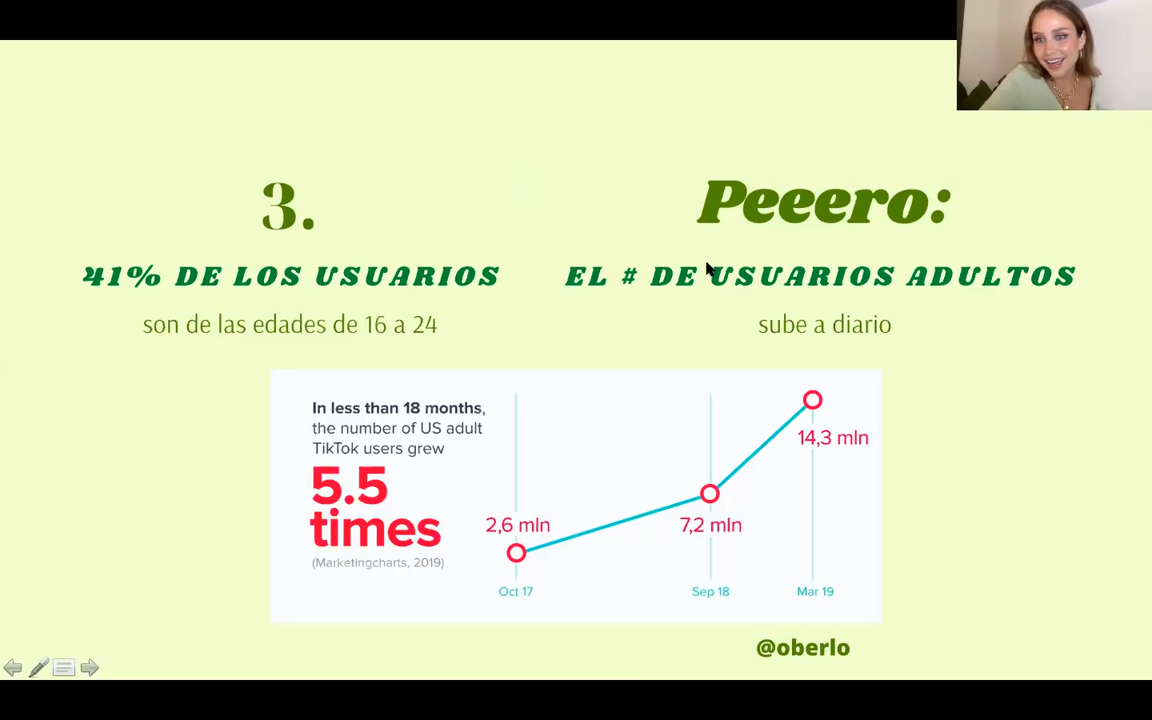 3.
41% DE LOS USUARIOS
son de las edades de 16 a 24
Peeero:
EL # DE USUARIOS ADULTOS
sube a diario
In less than 18 months,
the number of US adult
TikTok users grew
5.5
times
(Marketingcharts, 2019)
2,6 mln
7,2 mln
14,3 mln
Oct 17
Sep 18
Mar 19
@oberlo